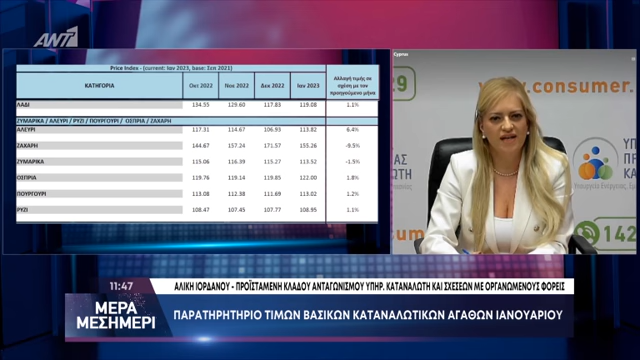 ANT1
Price Index - (current: Ιαν 2023, base: Σεπ 2021)
ΚΑΤΗΓΟΡΙΑ Οκτ 2022 Νοε 2022 Δεκ 2022 Ιαν 2023 Αλλαγή τιμής σε σχέση με τον προηγούμενο μήνα
ΛΑΔΙ 134.55 129.60 117.83 119.08 1.1%
ΖΥΜΑΡΙΚΑ / ΑΛΕΥΡΙ / ΡΥΖΙ / ΠΟΥΡΓΟΥΡΙ / ΟΣΠΡΙΑ / ΖΑΧΑΡΗ
ΑΛΕΥΡΙ 117.31 114.67 106.93 113.82 6.4%
ΖΑΧΑΡΗ 144.67 157.24 171.57 155.26 -9.5%
ΖΥΜΑΡΙΚΑ 115.06 116.39 115.27 113.52 -1.5%
ΟΣΠΡΙΑ 119.76 114.14 119.85 122.00 1.8%
ΠΟΥΡΓΟΥΡΙ 113.08 112.38 111.69 113.02 1.2%
ΡΥΖΙ 108.47 107.45 107.77 108.95 1.1%
Cyprus
29
www.consumer.
142
11:47
ΜΕΡΑ
ΜΕΣΗΜΕΡΙ
ΑΛΙΚΗ ΙΟΡΔΑΝΟΥ - ΠΡΟΪΣΤΑΜΕΝΗ ΚΛΑΔΟΥ ΑΝΤΑΓΩΝΙΣΜΟΥ ΥΠΗΡ. ΚΑΤΑΝΑΛΩΤΗ ΚΑΙ ΣΧΕΣΕΩΝ ΜΕ ΟΡΓΑΝΩΜΕΝΟΥΣ ΦΟΡΕΙΣ
ΠΑΡΑΤΗΡΗΤΗΡΙΟ ΤΙΜΩΝ ΒΑΣΙΚΩΝ ΚΑΤΑΝΑΛΩΤΙΚΩΝ ΑΓΑΘΩΝ ΙΑΝΟΥΑΡΙΟΥ